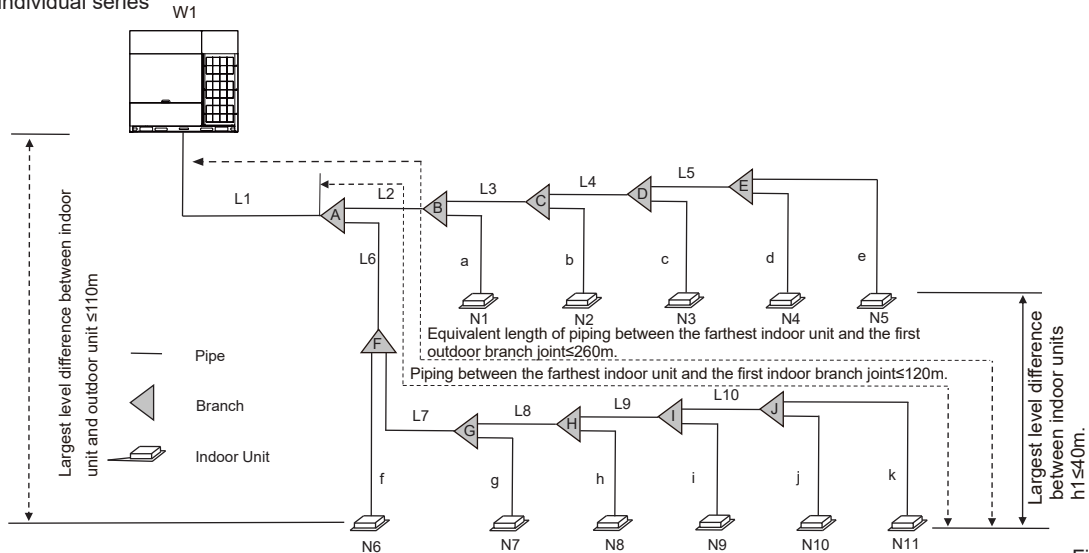 Individual series
W1
L1
L2
L3
L4
L5
L6
A
B
C
D
E
a
b
c
d
e
N1
N2
N3
N4
N5
Equivalent length of piping between the farthest indoor unit and the first
outdoor branch joint≤260m.
Piping between the farthest indoor unit and the first indoor branch joint≤120m.
F
L7
L8
L9
L10
G
H
I
J
f
g
h
i
j
k
N6
N7
N8
N9
N10
N11
Pipe
Branch
Indoor Unit
Largest level difference between indoor
unit and outdoor unit ≤110m
Largest level difference
between indoor units
h1≤40m.